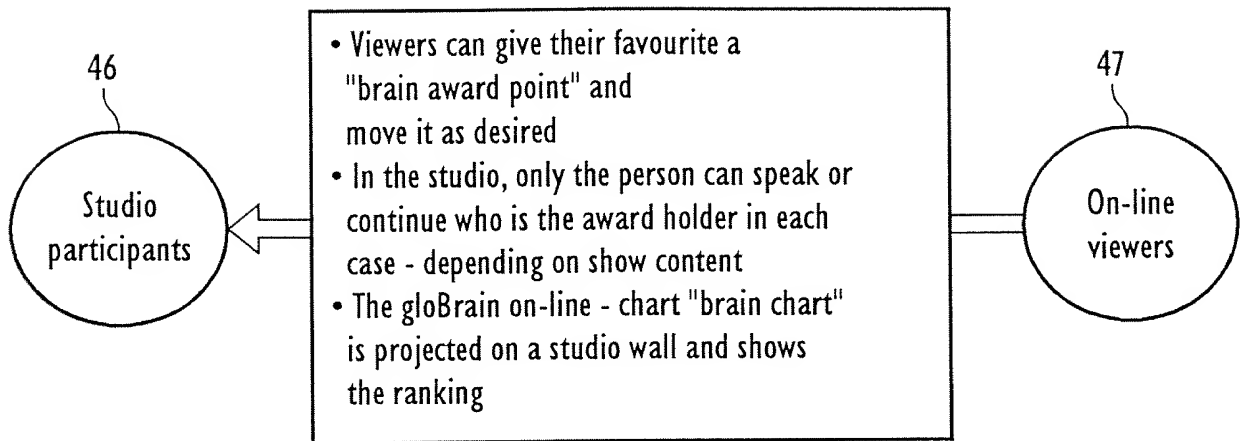 46
Studio
participants
• Viewers can give their favourite a
"brain award point" and
move it as desired
• In the studio, only the person can speak or
continue who is the award holder in each
case - depending on show content
• The gloBrain on-line - chart "brain chart"
is projected on a studio wall and shows
the ranking
47
On-line
viewers